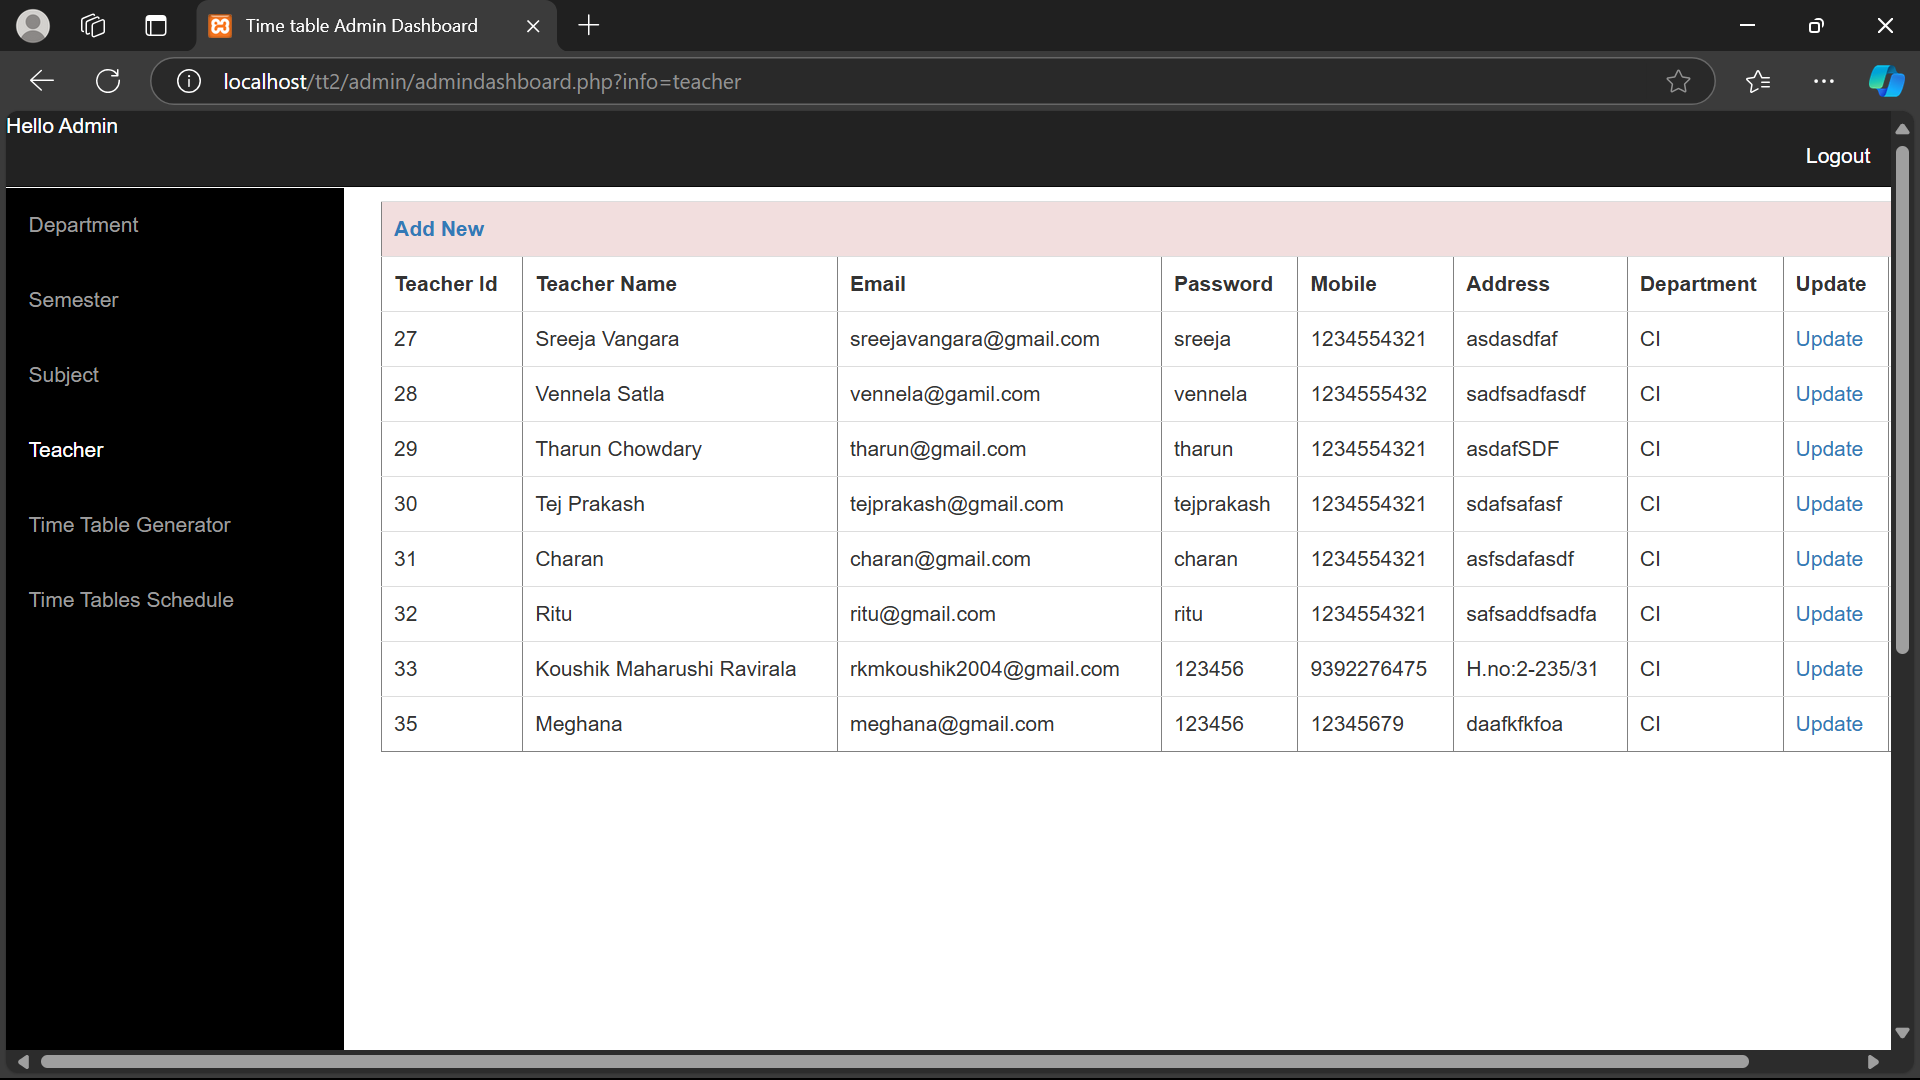 Time table Admin Dashboard
localhost/tt2/admin/admindashboard.php?info=teacher
Hello Admin
Logout
Department
Semester
Subject
Teacher
Time Table Generator
Time Tables Schedule
Add New
Teacher Id Teacher Name Email Password Mobile Address Department Update
27 Sreeja Vangara sreejavangara@gmail.com sreeja 1234554321 asdasdfaf CI Update
28 Vennela Satla vennela@gamil.com vennela 1234555432 sadfsadfasdf CI Update
29 Tharun Chowdary tharun@gmail.com tharun 1234554321 asdafSDF CI Update
30 Tej Prakash tejprakash@gmail.com tejprakash 1234554321 sdafsafasf CI Update
31 Charan charan@gmail.com charan 1234554321 asfsdafasdf CI Update
32 Ritu ritu@gmail.com ritu 1234554321 safsaddfsadfa CI Update
33 Koushik Maharushi Ravirala rkmkoushik2004@gmail.com 123456 9392276475 H.no:2-235/31 CI Update
35 Meghana meghana@gmail.com 123456 12345679 daafkfkfoa CI Update